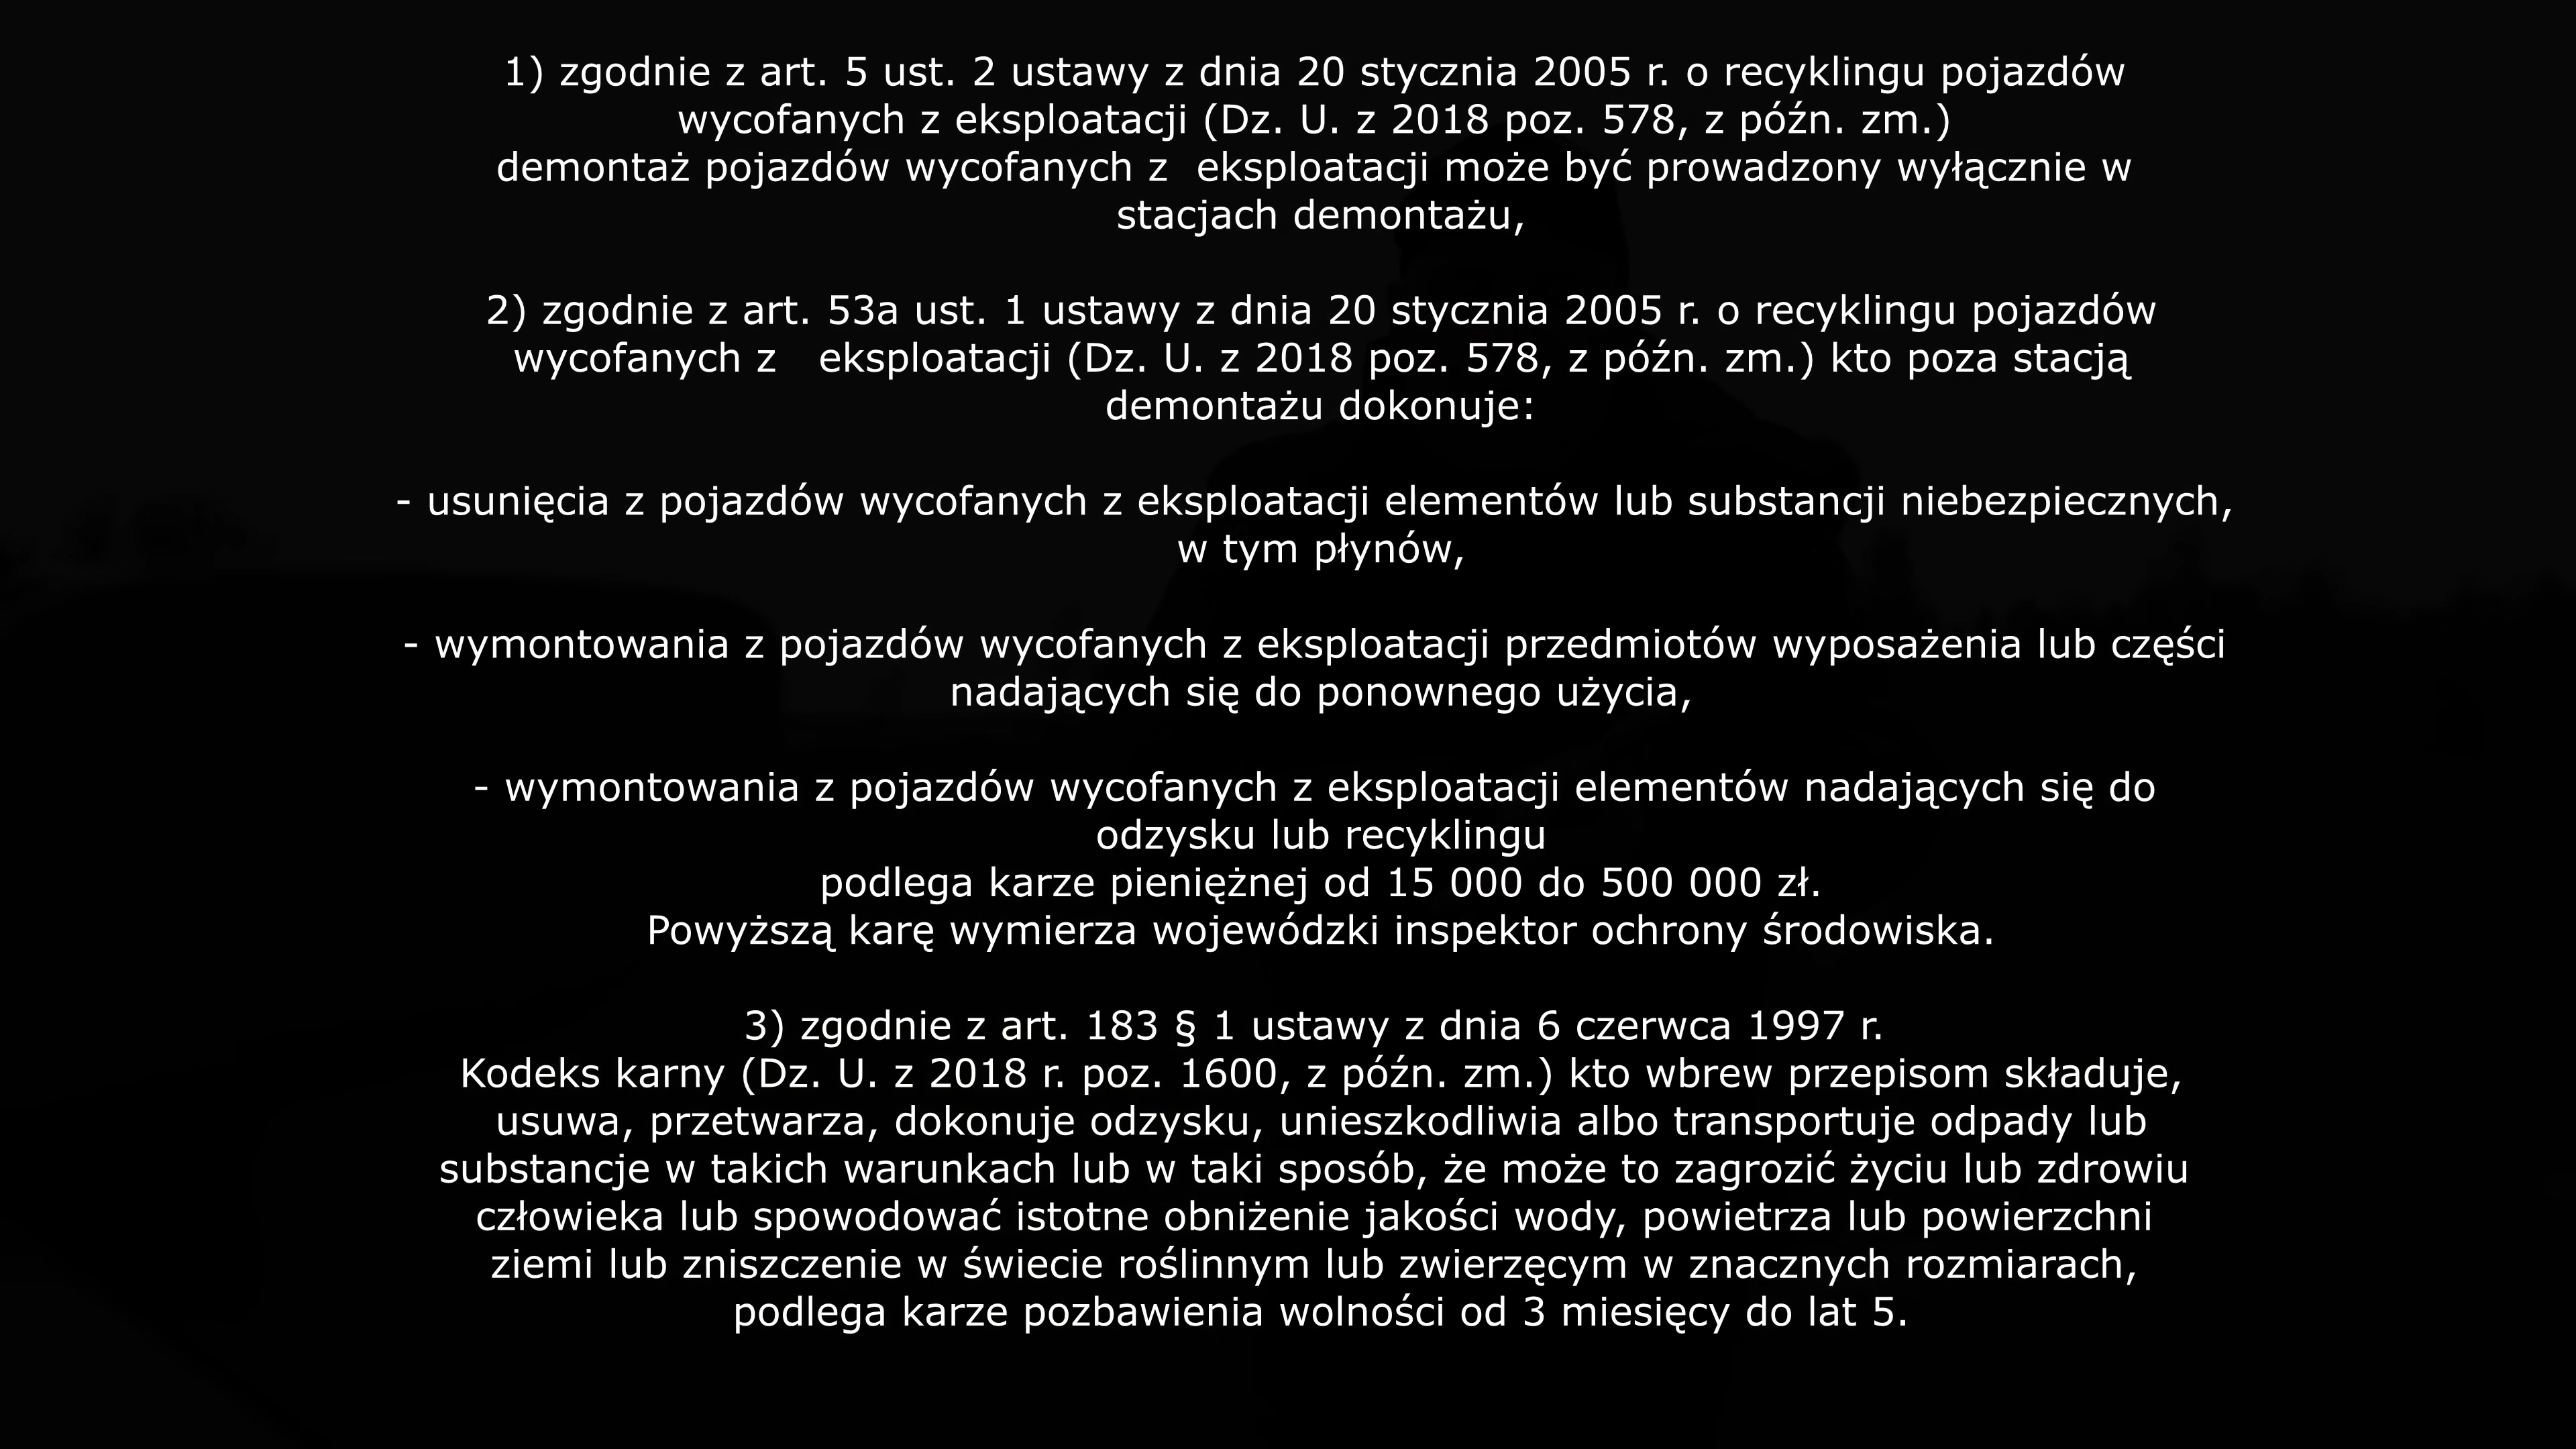 1) zgodnie z art. 5 ust. 2 ustawy z dnia 20 stycznia 2005 r. o recyklingu pojazdów
wycofanych z eksploatacji (Dz. U. z 2018 poz. 578, z późn. zm.)
demontaż pojazdów wycofanych z eksploatacji może być prowadzony wyłącznie w
stacjach demontażu,
2) zgodnie z art. 53a ust. 1 ustawy z dnia 20 stycznia 2005 r. o recyklingu pojazdów
wycofanych z eksploatacji (Dz. U. z 2018 poz. 578, z późn. zm.) kto poza stacją
demontażu dokonuje:
- usunięcia z pojazdów wycofanych z eksploatacji elementów lub substancji niebezpiecznych,
w tym płynów,
- wymontowania z pojazdów wycofanych z eksploatacji przedmiotów wyposażenia lub części
nadających się do ponownego użycia,
- wymontowania z pojazdów wycofanych z eksploatacji elementów nadających się do
odzysku lub recyklingu
podlega karze pieniężnej od 15 000 do 500 000 zł.
Powyższą karę wymierza wojewódzki inspektor ochrony środowiska.
3) zgodnie z art. 183 § 1 ustawy z dnia 6 czerwca 1997 r.
Kodeks karny (Dz. U. z 2018 r. poz. 1600, z późn. zm.) kto wbrew przepisom składuje,
usuwa, przetwarza, dokonuje odzysku, unieszkodliwia albo transportuje odpady lub
substancje w takich warunkach lub w taki sposób, że może to zagrozić życiu lub zdrowiu
człowieka lub spowodować istotne obniżenie jakości wody, powietrza lub powierzchni
ziemi lub zniszczenie w świecie roślinnym lub zwierzęcym w znacznych rozmiarach,
podlega karze pozbawienia wolności od 3 miesięcy do lat 5.